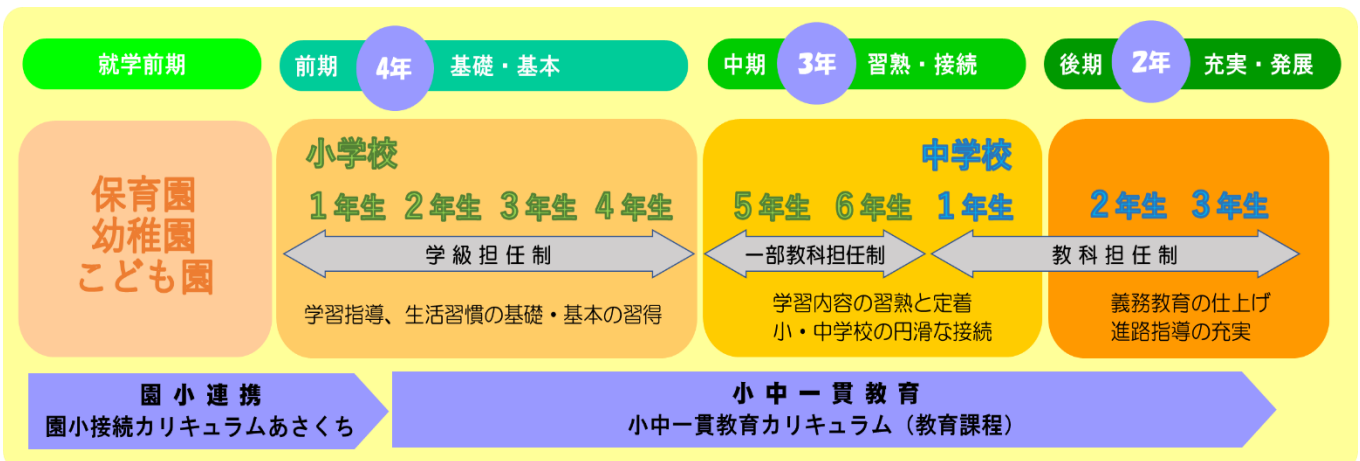 就学前期
前期 4年 基礎・基本
中期 3年 習熟・接続
後期 2年 充実・発展
保育園
幼稚園
こども園
小学校
1年生 2年生 3年生 4年生
学級担任制
学習指導、生活習慣の基礎・基本の習得
中学校
5年生 6年生 1年生
一部教科担任制
学習内容の習熟と定着
小・中学校の円滑な接続
2年生 3年生
教科担任制
義務教育の仕上げ
進路指導の充実
園小連携
園小接続カリキュラムあさくち
小中一貫教育
小中一貫教育カリキュラム（教育課程）